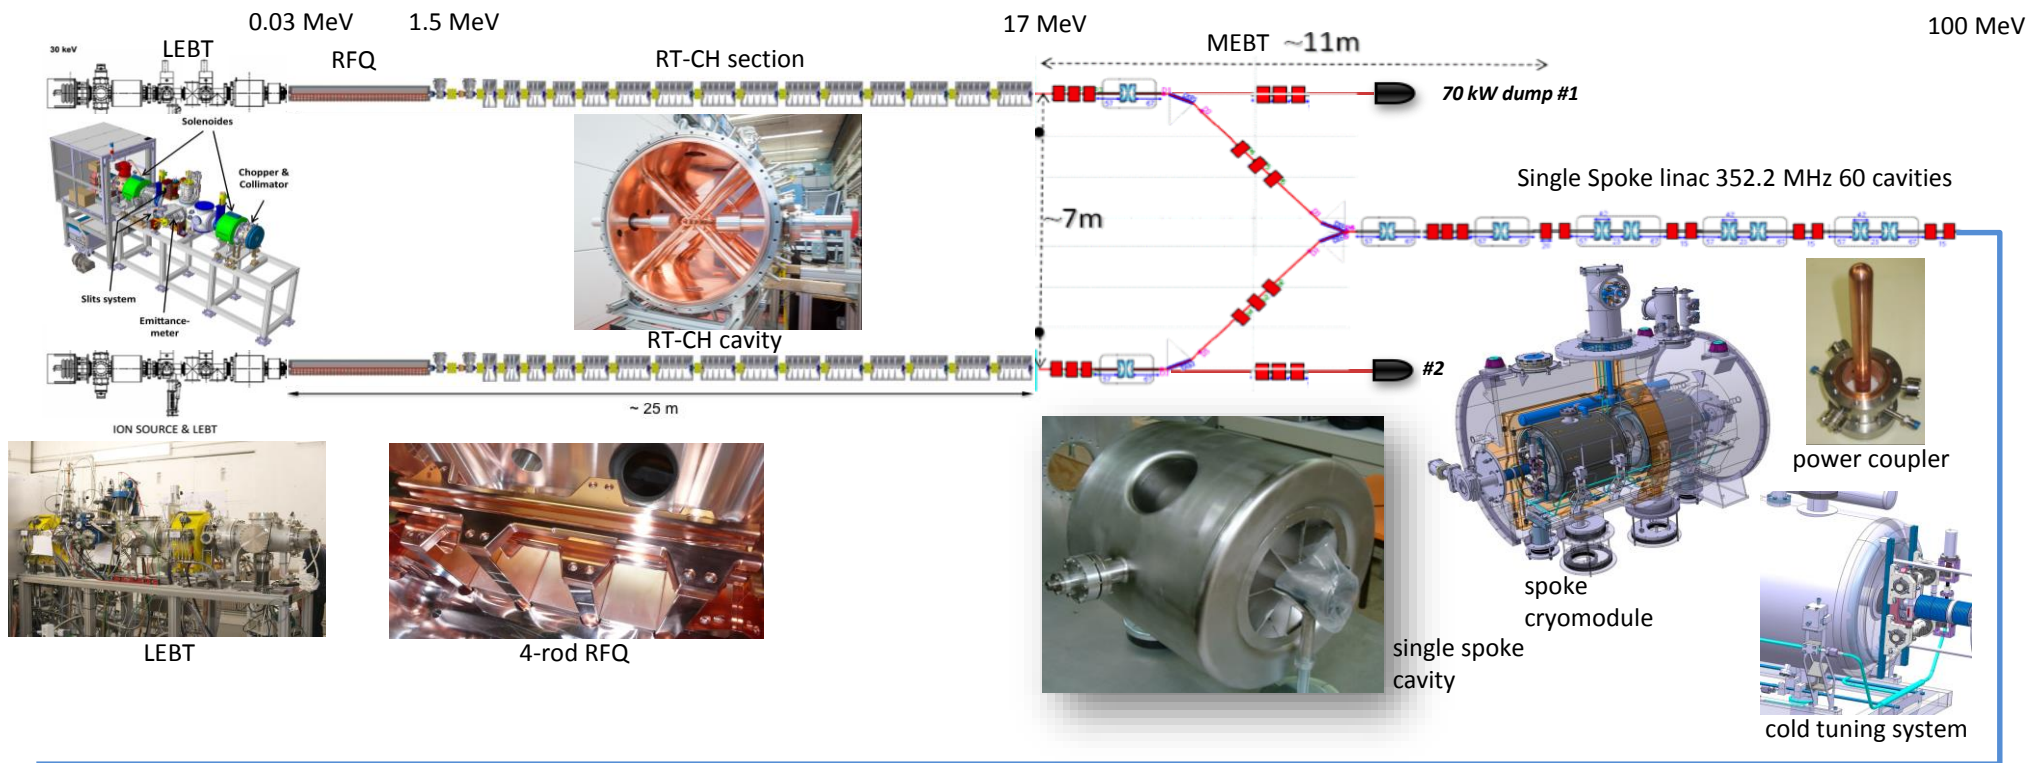 0.03 MeV
1.5 MeV
17 MeV
100 MeV
30 keV
LEBT
RFQ
RT-CH section
MEBT ~11m
70 kW dump #1
Solenoides
Chopper &
Collimator
Slits system
Emittance-
meter
~7m
Single Spoke linac 352.2 MHz 60 cavities
RT-CH cavity
#2
~ 25 m
ION SOURCE & LEBT
LEBT
4-rod RFQ
single spoke
cavity
spoke
cryomodule
power coupler
cold tuning system